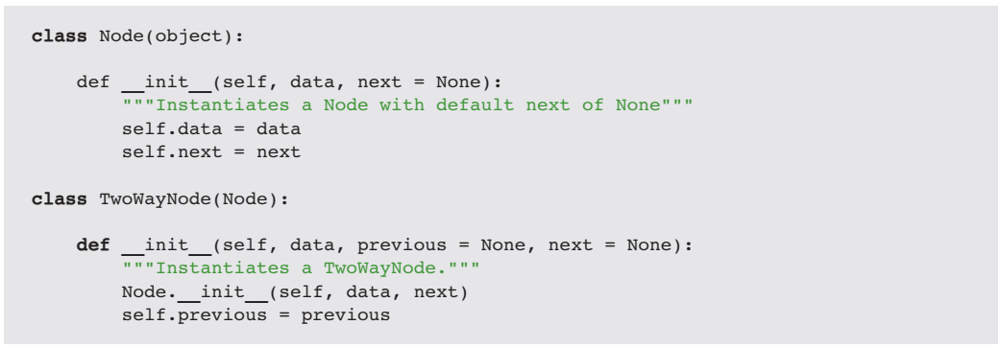 class Node(object):
    def __init__(self, data, next = None):
        """Instantiates a Node with default next of None"""
        self.data = data
        self.next = next
class TwoWayNode(Node):
    def __init__(self, data, previous = None, next = None):
        """Instantiates a TwoWayNode."""
        Node.__init__(self, data, next)
        self.previous = previous